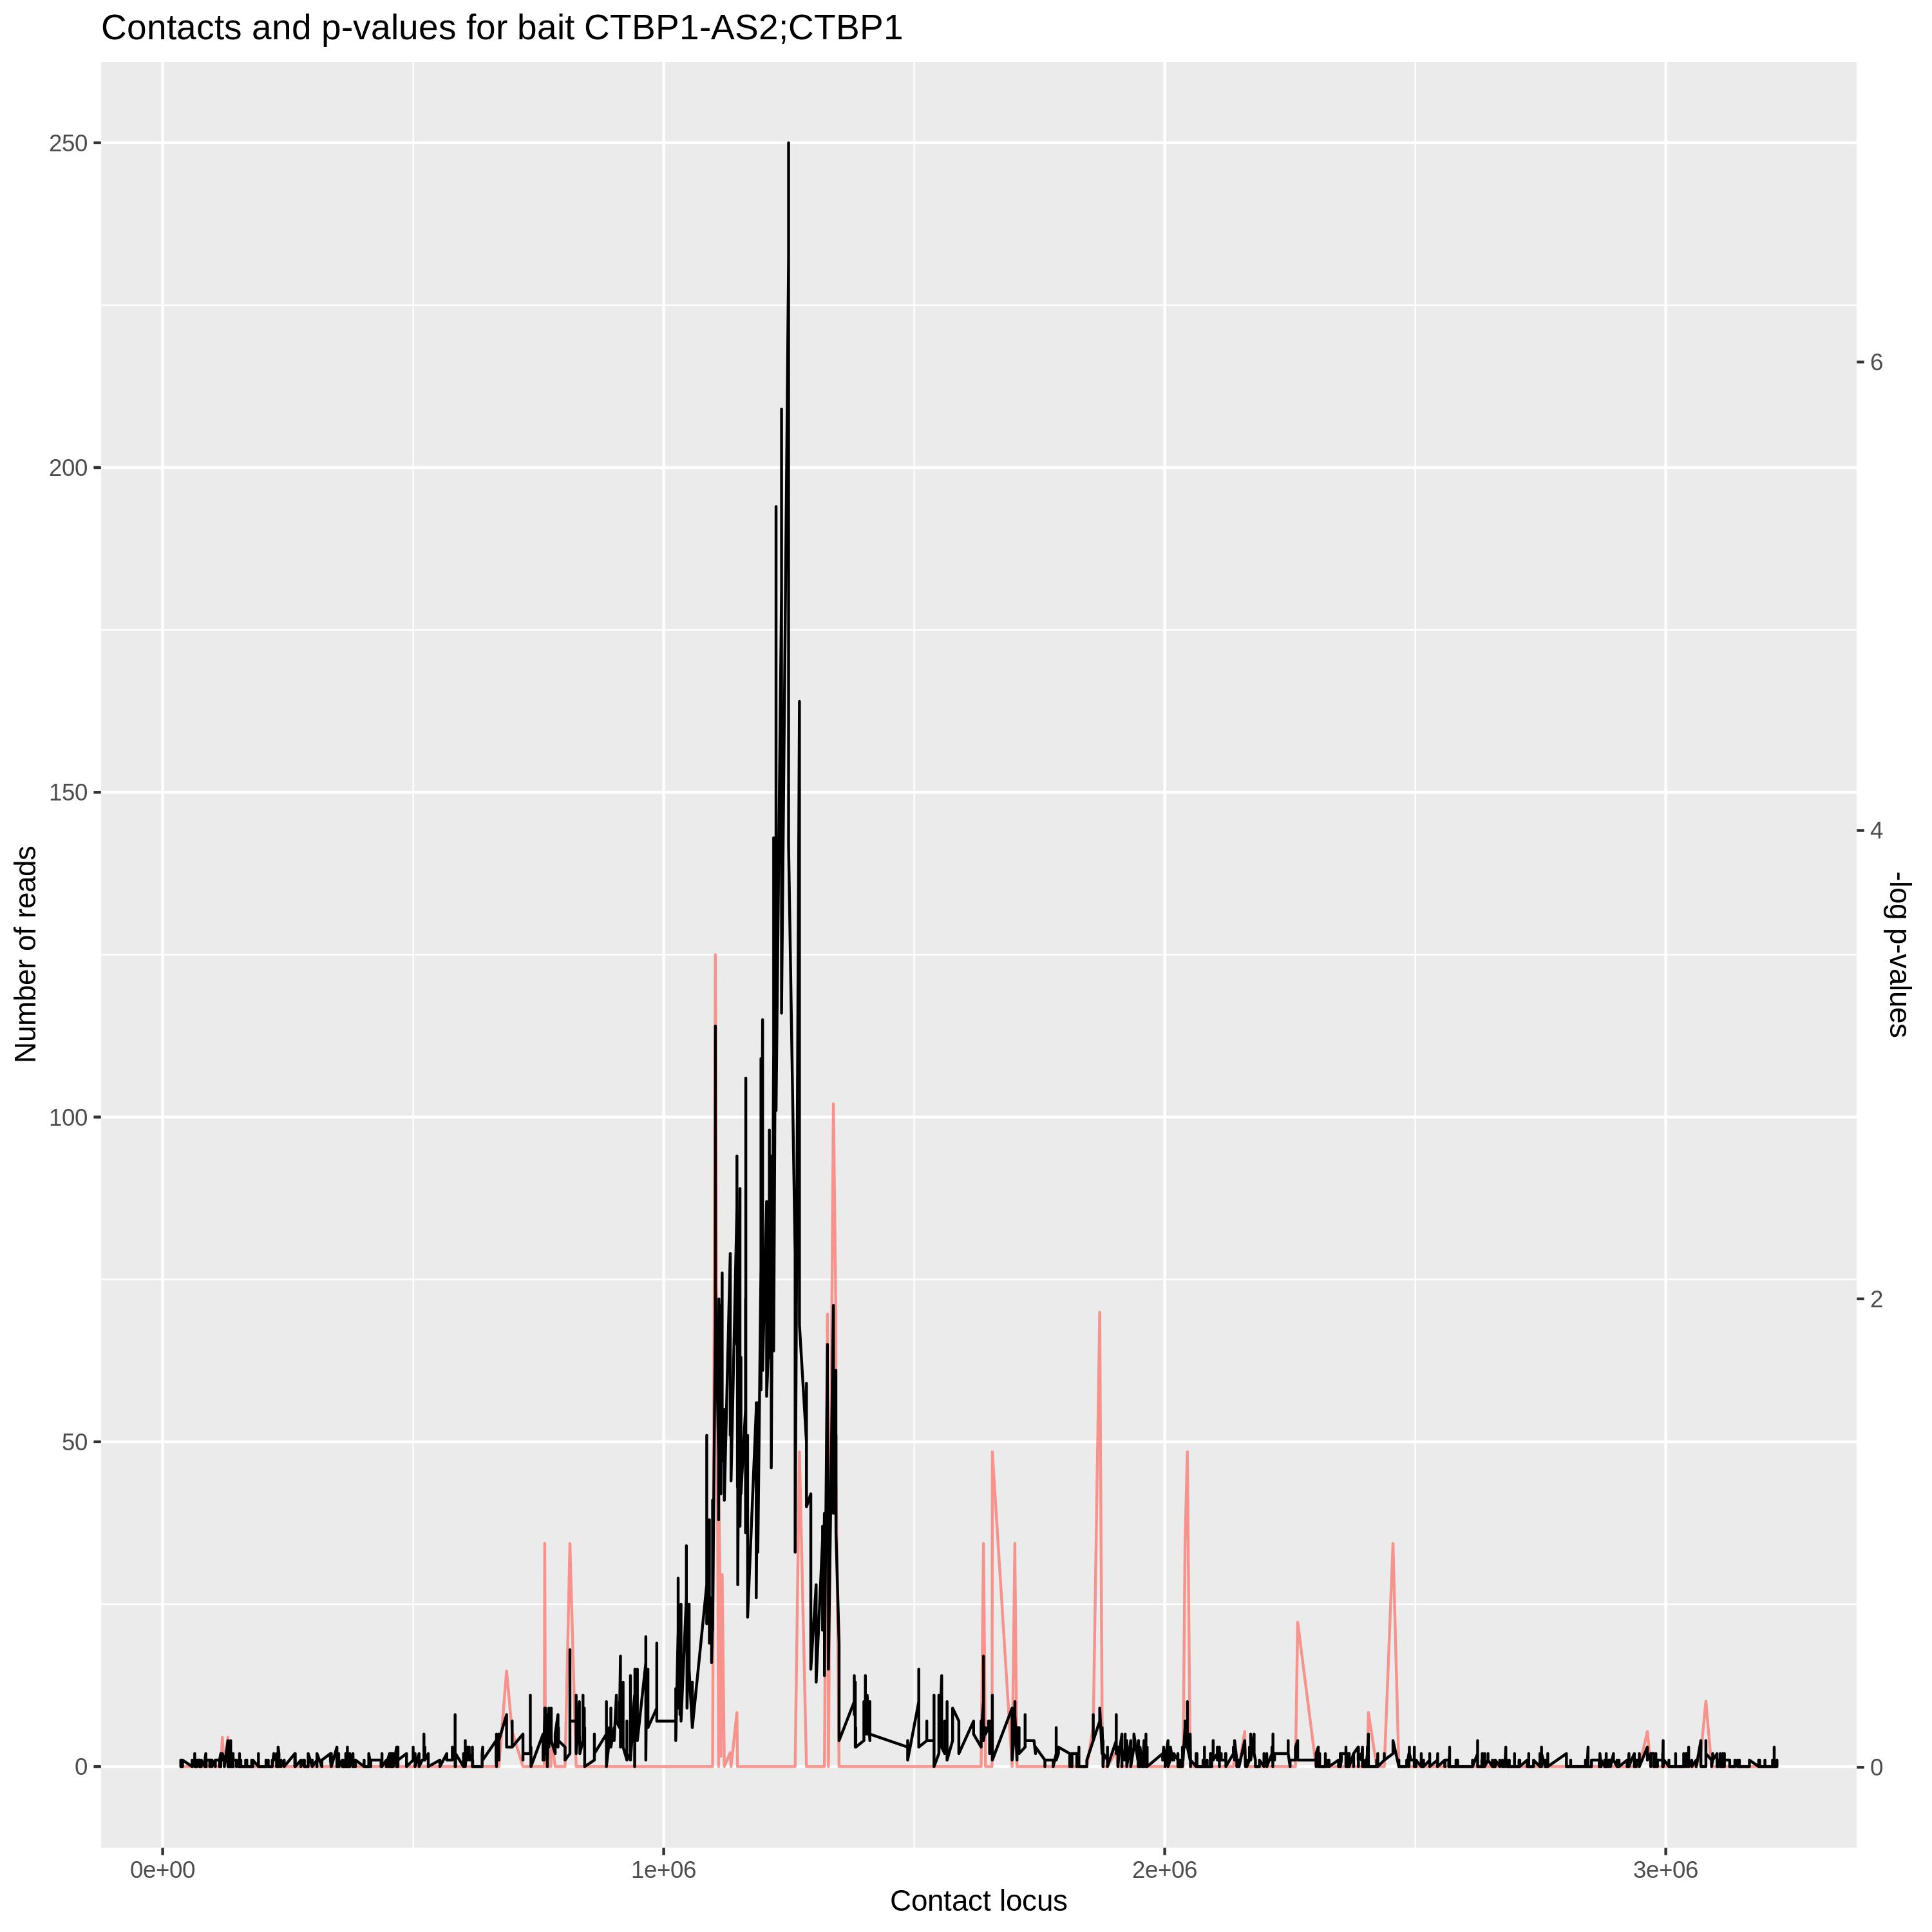 Contacts and p-values for bait CTBP1-AS2;CTBP1
250
200
150
100
50
0
Number of reads
6
4
2
0
-log p-values
0e+00
1e+06
2e+06
3e+06
Contact locus